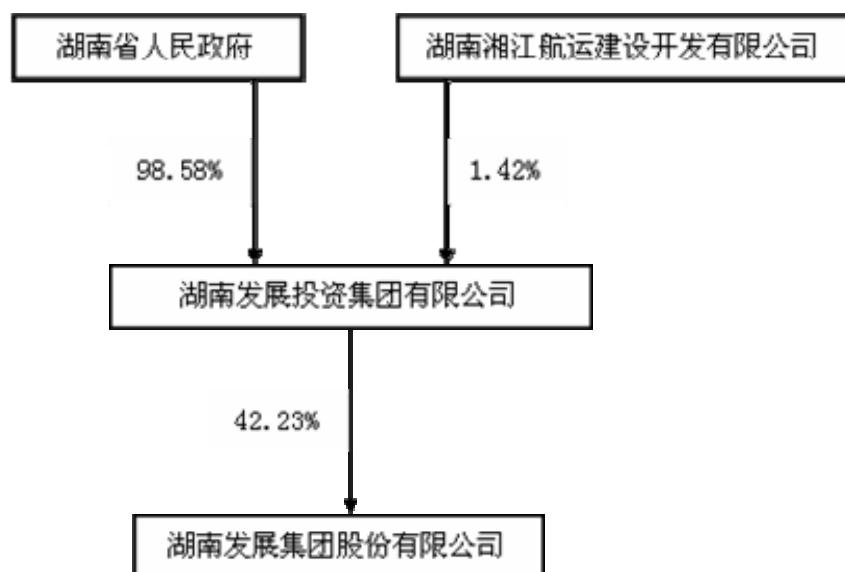 湖南省人民政府
湖南湘江航运建设开发有限公司
98.58%
1.42%
湖南发展投资集团有限公司
42.23%
湖南发展集团股份有限公司